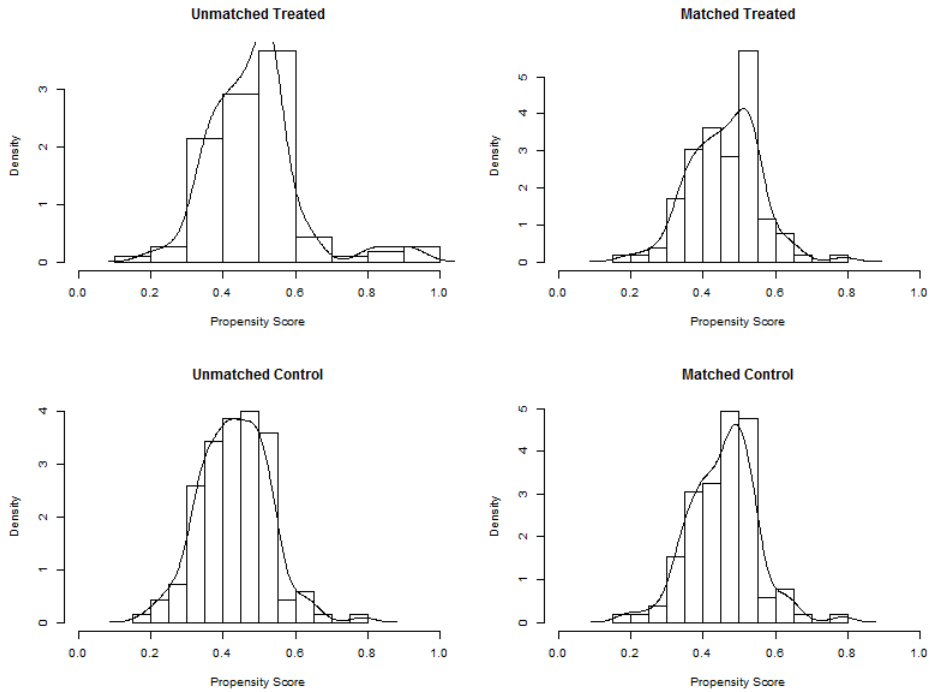 Unmatched Treated
Density
0
1
2
3
0.0 0.2 0.4 0.6 0.8 1.0
Propensity Score
Matched Treated
Density
0
1
2
3
4
5
0.0 0.2 0.4 0.6 0.8 1.0
Propensity Score
Unmatched Control
Density
0
1
2
3
4
0.0 0.2 0.4 0.6 0.8 1.0
Propensity Score
Matched Control
Density
0
1
2
3
4
5
0.0 0.2 0.4 0.6 0.8 1.0
Propensity Score